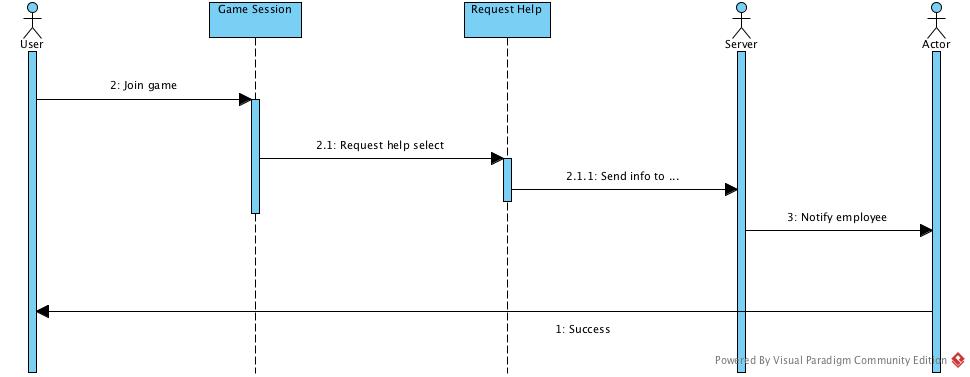 Game Session
Request Help
User
Server
Actor
2: Join game
2.1: Request help select
2.1.1: Send info to ...
3: Notify employee
1: Success
Powered By Visual Paradigm Community Edition